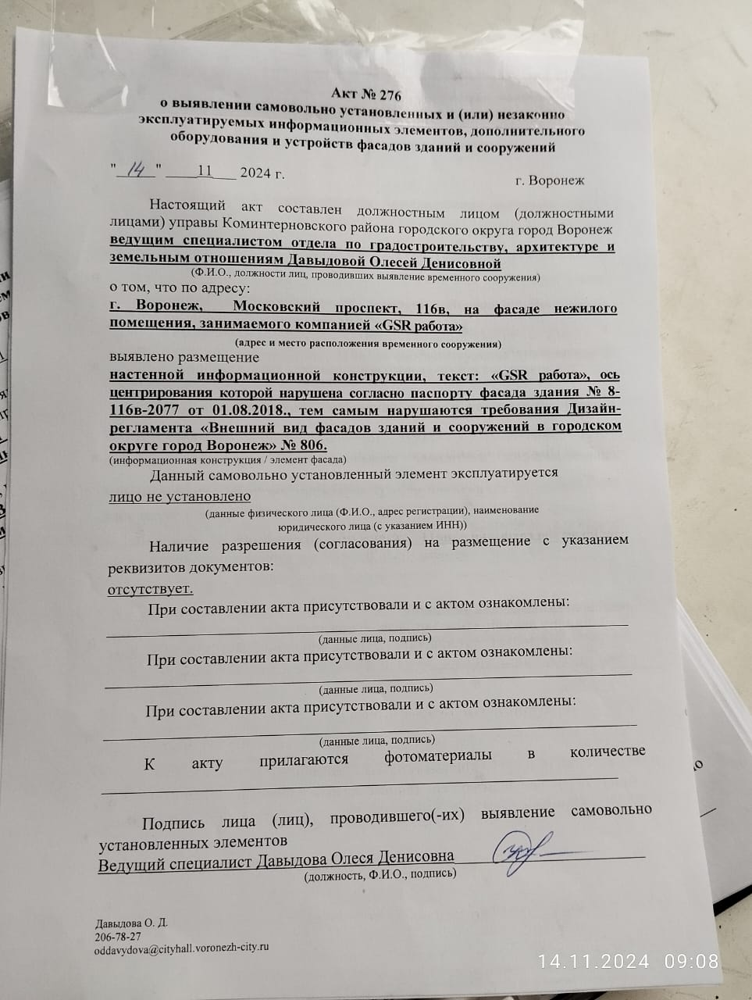 Акт № 276
о выявлении самовольно установленных и (или) незаконно
эксплуатируемых информационных элементов, дополнительного
оборудования и устройств фасадов зданий и сооружений
"14" 11 2024 г.
г. Воронеж
Настоящий акт составлен должностным лицом (должностными
лицами) управы Коминтерновского района городского округа город Воронеж
ведущим специалистом отдела по градостроительству, архитектуре и
земельным отношениям Давыдовой Олесей Денисовной
(Ф.И.О., должности лиц, проводивших выявление временного сооружения)
о том, что по адресу:
г. Воронеж, Московский проспект, 116в, на фасаде нежилого
помещения, занимаемого компанией «GSR работа»
(адрес и место расположения временного сооружения)
выявлено размещение
настенной информационной конструкции, текст: «GSR работа», ось
центрирования которой нарушена согласно паспорту фасада здания № 8-
116в-2077 от 01.08.2018., тем самым нарушаются требования Дизайн-
регламента «Внешний вид фасадов зданий и сооружений в городском
округе город Воронеж» № 806.
(информационная конструкция / элемент фасада)
Данный самовольно установленный элемент эксплуатируется
лицо не установлено
(данные физического лица (Ф.И.О., адрес регистрации), наименование
юридического лица (с указанием ИНН))
Наличие разрешения (согласования) на размещение с указанием
реквизитов документов:
отсутствует.
При составлении акта присутствовали и с актом ознакомлены:
(данные лица, подпись)
При составлении акта присутствовали и с актом ознакомлены:
(данные лица, подпись)
При составлении акта присутствовали и с актом ознакомлены:
(данные лица, подпись)
К акту прилагаются фотоматериалы в количестве
Подпись лица (лиц), проводившего(-их) выявление самовольно
установленных элементов
Ведущий специалист Давыдова Олеся Денисовна
(должность, Ф.И.О., подпись)
Давыдова О. Д.
206-78-27
oddavydova@cityhall.voronezh-city.ru
14.11.2024 09:08